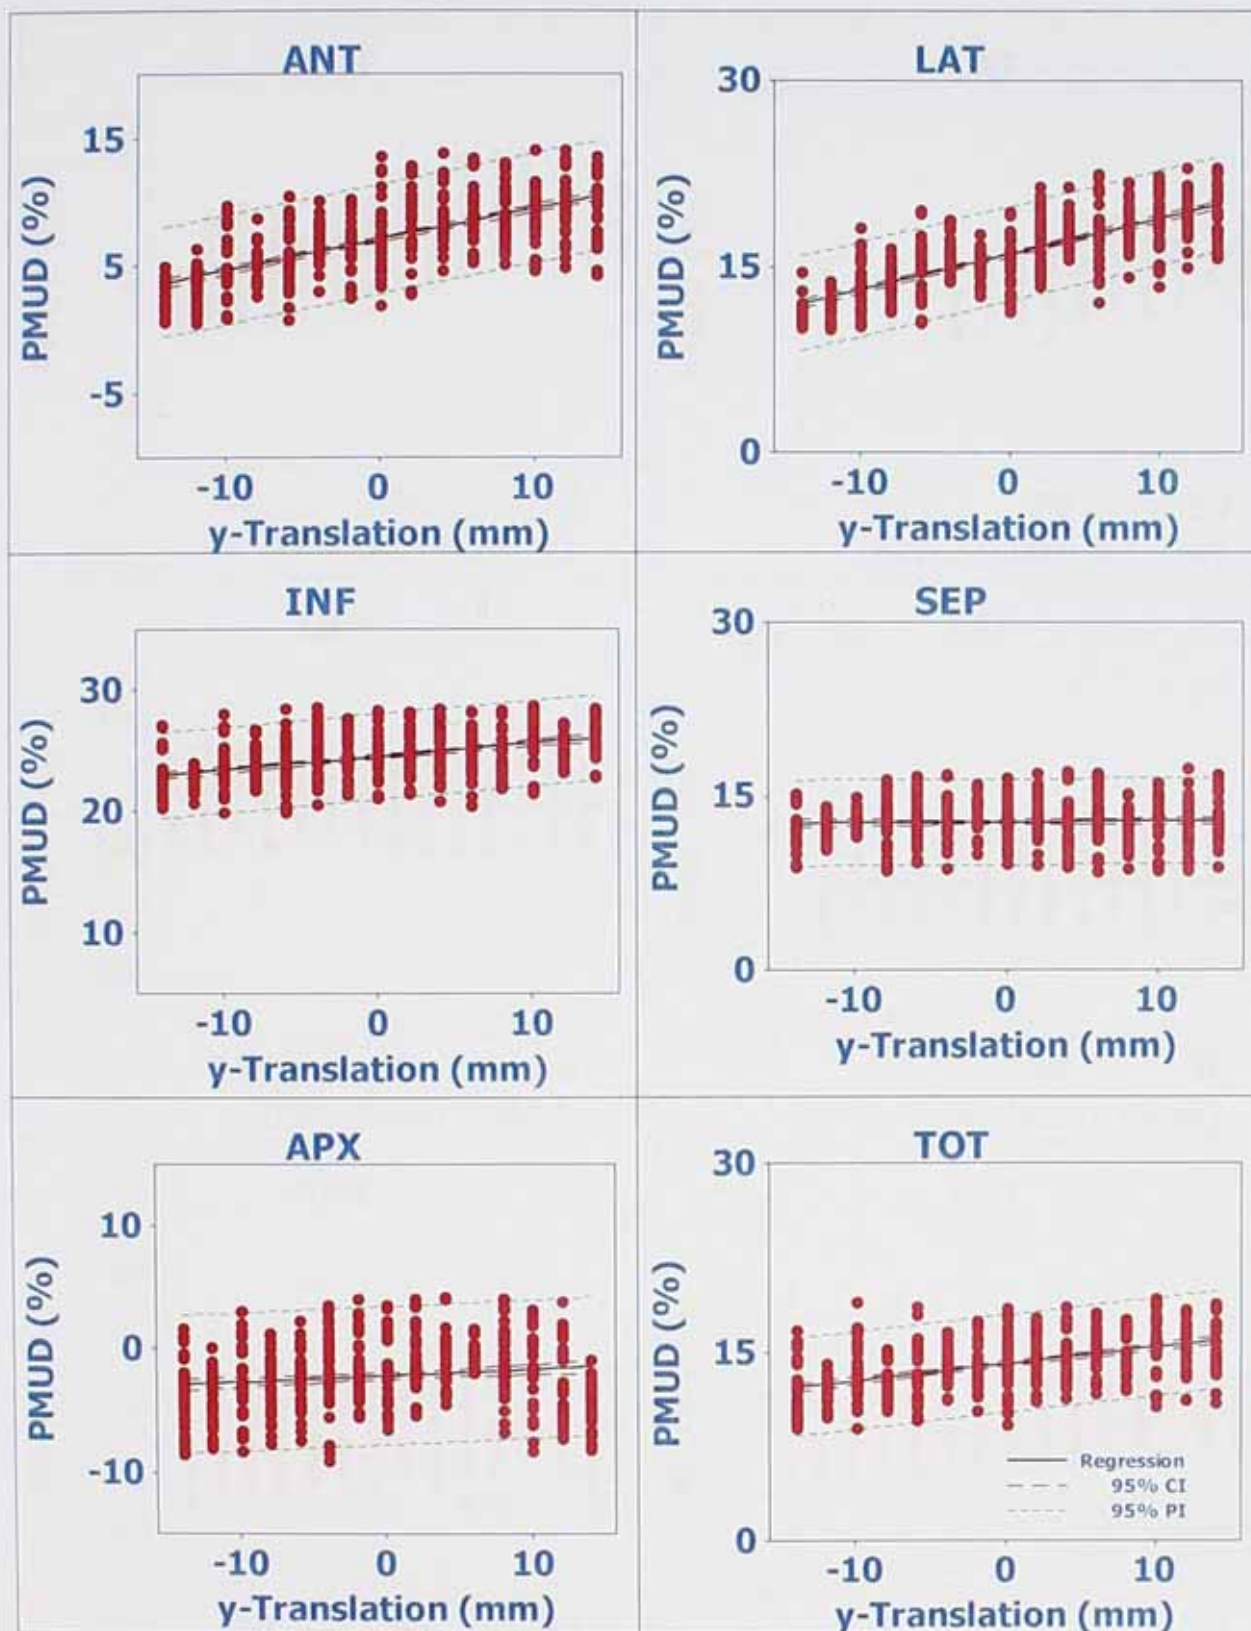 ANT
15
5
-5
PMUD (%)
-10 0 10
y-Translation (mm)
LAT
30
15
0
PMUD (%)
-10 0 10
y-Translation (mm)
INF
30
20
10
PMUD (%)
-10 0 10
y-Translation (mm)
SEP
30
15
0
PMUD (%)
-10 0 10
y-Translation (mm)
APX
10
0
-10
PMUD (%)
-10 0 10
y-Translation (mm)
TOT
30
15
0
PMUD (%)
Regression
95% CI
95% PI
-10 0 10
y-Translation (mm)